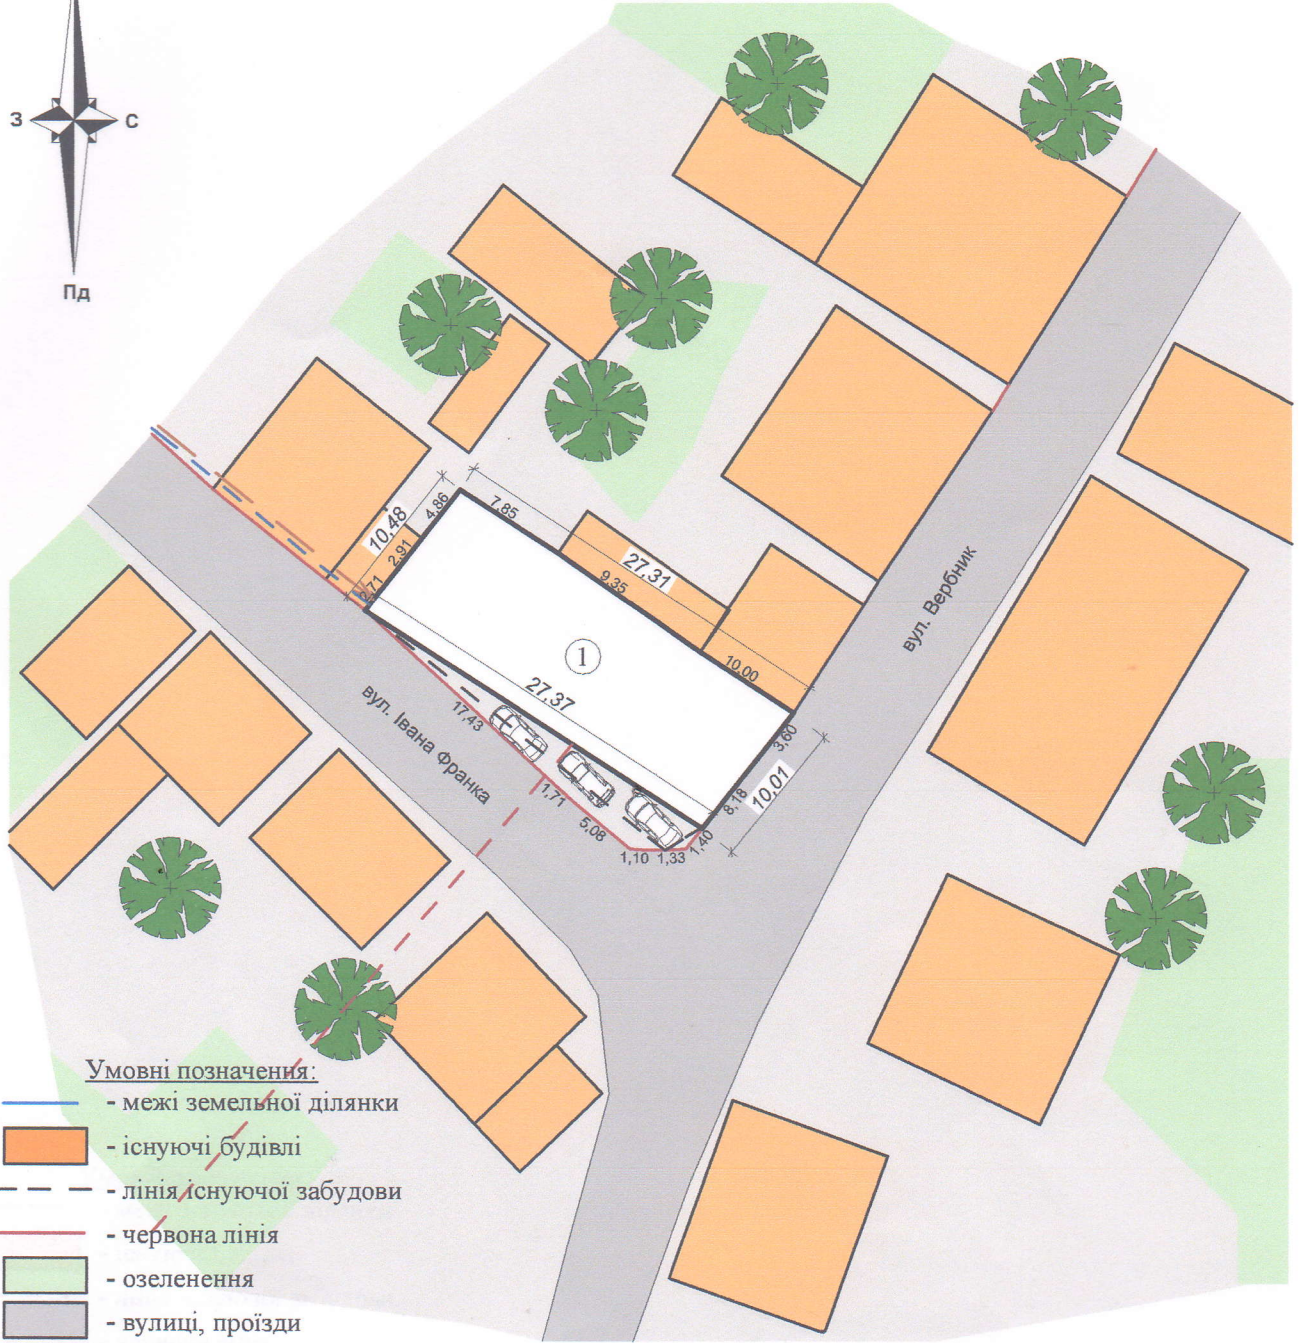 З С
Пд
4,86
7,85
10,48
2,91
27,31
9,35
вул. Вербник
1
10,00
27,37
17,43
вул. Івана Франка
3,60
10,01
1,71
8,18
5,08
1,40
1,10 1,33
Умовні позначення:
- межі земельної ділянки
- існуючі будівлі
- лінія існуючої забудови
- червона лінія
- озеленення
- вулиці, проїзди